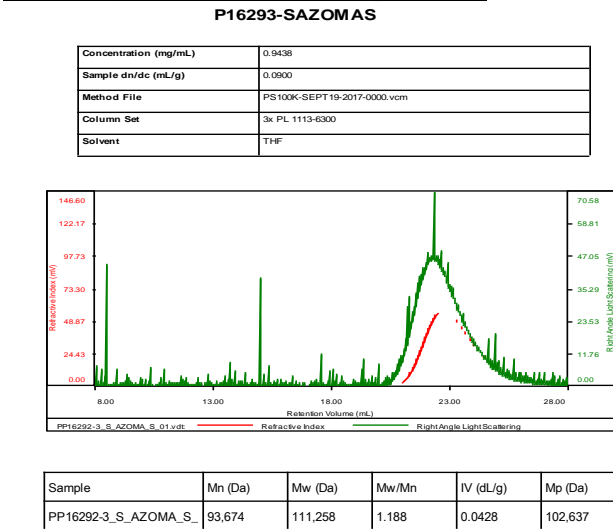 P16293-SAZOMAS
Concentration (mg/mL) 0.9438
Sample dn/dc (mL/g) 0.0900
Method File PS100K-SEPT19-2017-0000.vcm
Column Set 3x PL 1113-6300
Solvent THF
146.60 70.58
122.17 58.81
97.73 47.05
73.30 35.29
48.87 23.53
24.43 11.76
0.00 0.00
Refractive Index (mV)
Right Angle Light Scattering (mV)
8.00 13.00 18.00 23.00 28.00
Retention Volume (mL)
PP16292-3_S_AZOMA_S_01.vdt: Refractive Index Right Angle Light Scattering
Sample Mn (Da) Mw (Da) Mw/Mn IV (dL/g) Mp (Da)
PP16292-3_S_AZOMA_S_ 93,674 111,258 1.188 0.0428 102,637